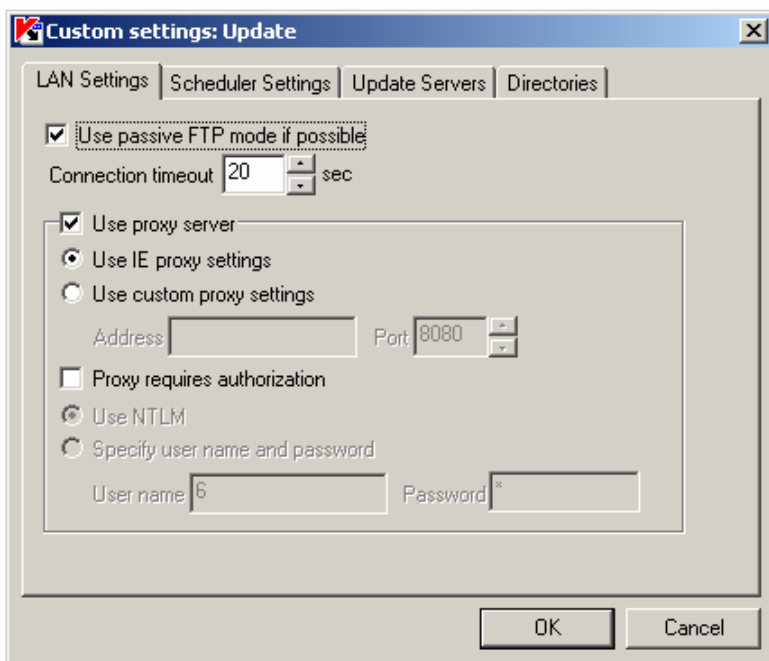 Custom settings: Update
LAN Settings Scheduler Settings Update Servers Directories
Use passive FTP mode if possible
Connection timeout 20 sec
Use proxy server
Use IE proxy settings
Use custom proxy settings
Address Port 8080
Proxy requires authorization
Use NTLM
Specify user name and password
User name 6 Password *
OK Cancel